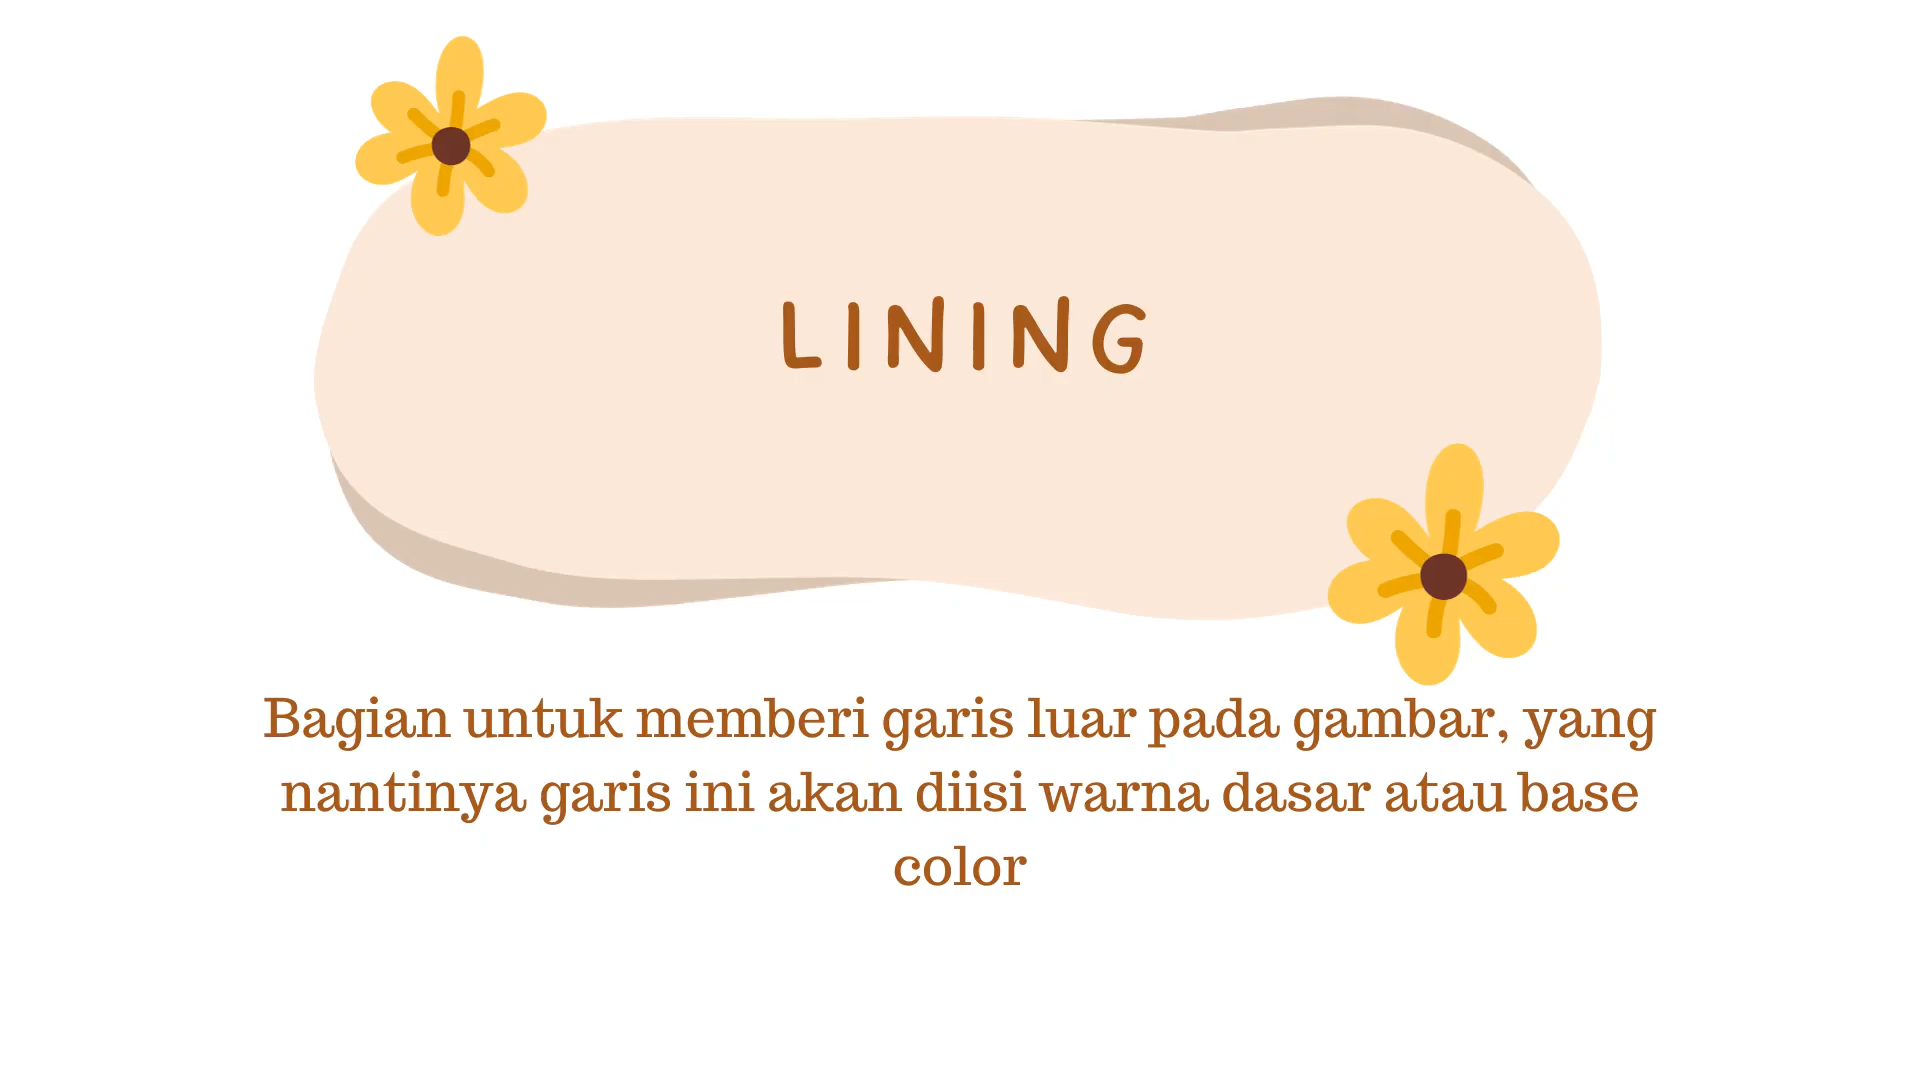 LINING
Bagian untuk memberi garis luar pada gambar, yang
nantinya garis ini akan diisi warna dasar atau base
color